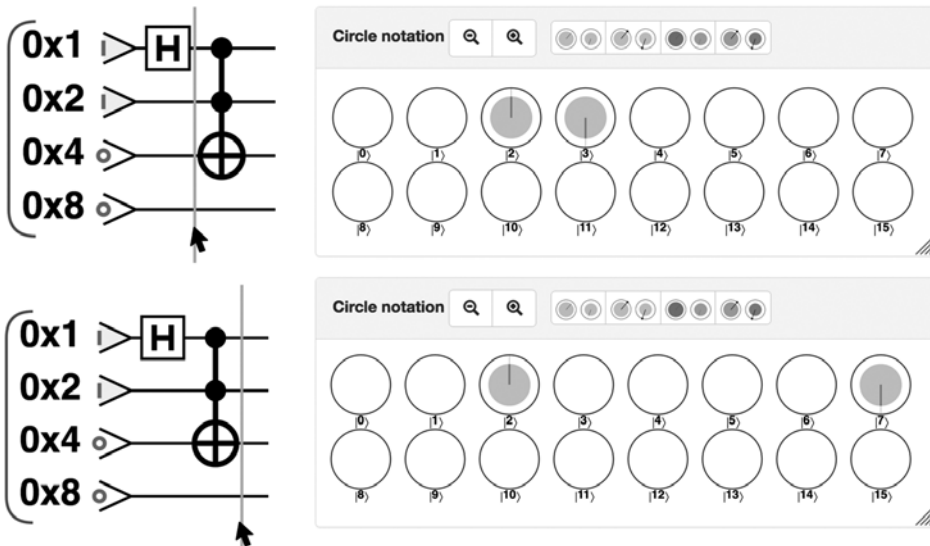 0x1 H
0x2
0x4
0x8
Circle notation
|0⟩ |1⟩ |2⟩ |3⟩ |4⟩ |5⟩ |6⟩ |7⟩
|8⟩ |9⟩ |10⟩ |11⟩ |12⟩ |13⟩ |14⟩ |15⟩
0x1 H
0x2
0x4
0x8
Circle notation
|0⟩ |1⟩ |2⟩ |3⟩ |4⟩ |5⟩ |6⟩ |7⟩
|8⟩ |9⟩ |10⟩ |11⟩ |12⟩ |13⟩ |14⟩ |15⟩